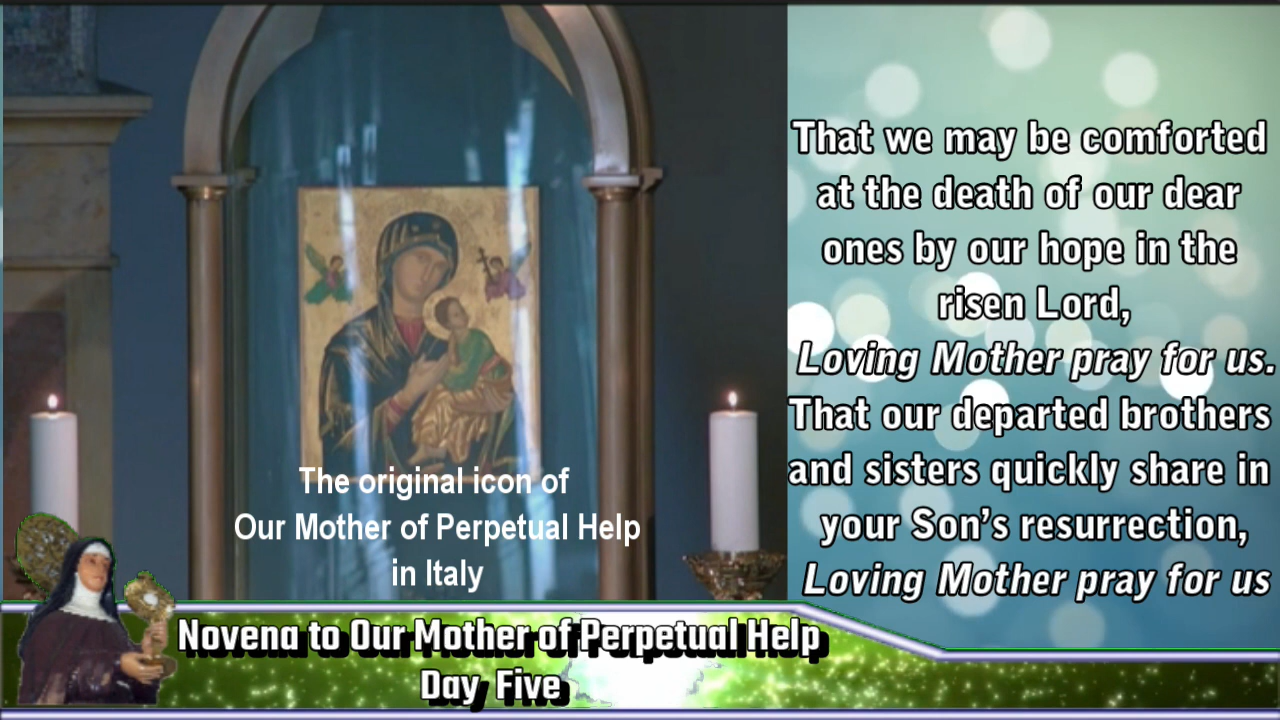 The original icon of
Our Mother of Perpetual Help
in Italy
That we may be comforted
at the death of our dear
ones by our hope in the
risen Lord,
Loving Mother pray for us.
That our departed brothers
and sisters quickly share in
your Son's resurrection,
Loving Mother pray for us
Novena to Our Mother of Perpetual Help
Day Five